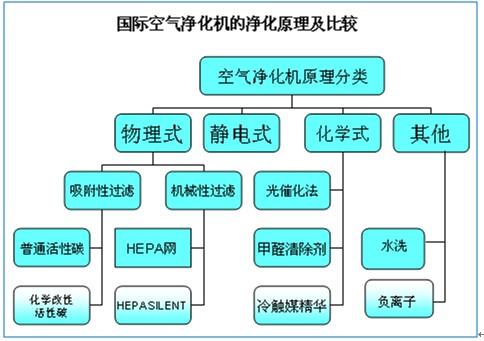 国际空气净化机的净化原理及比较
空气净化机原理分类
物理式
静电式
化学式
其他
吸附性过滤
机械性过滤
光催化法
普通活性碳
HEPA网
甲醛清除剂
水洗
化学改性
活性碳
HEPASILENT
冷触媒精华
负离子